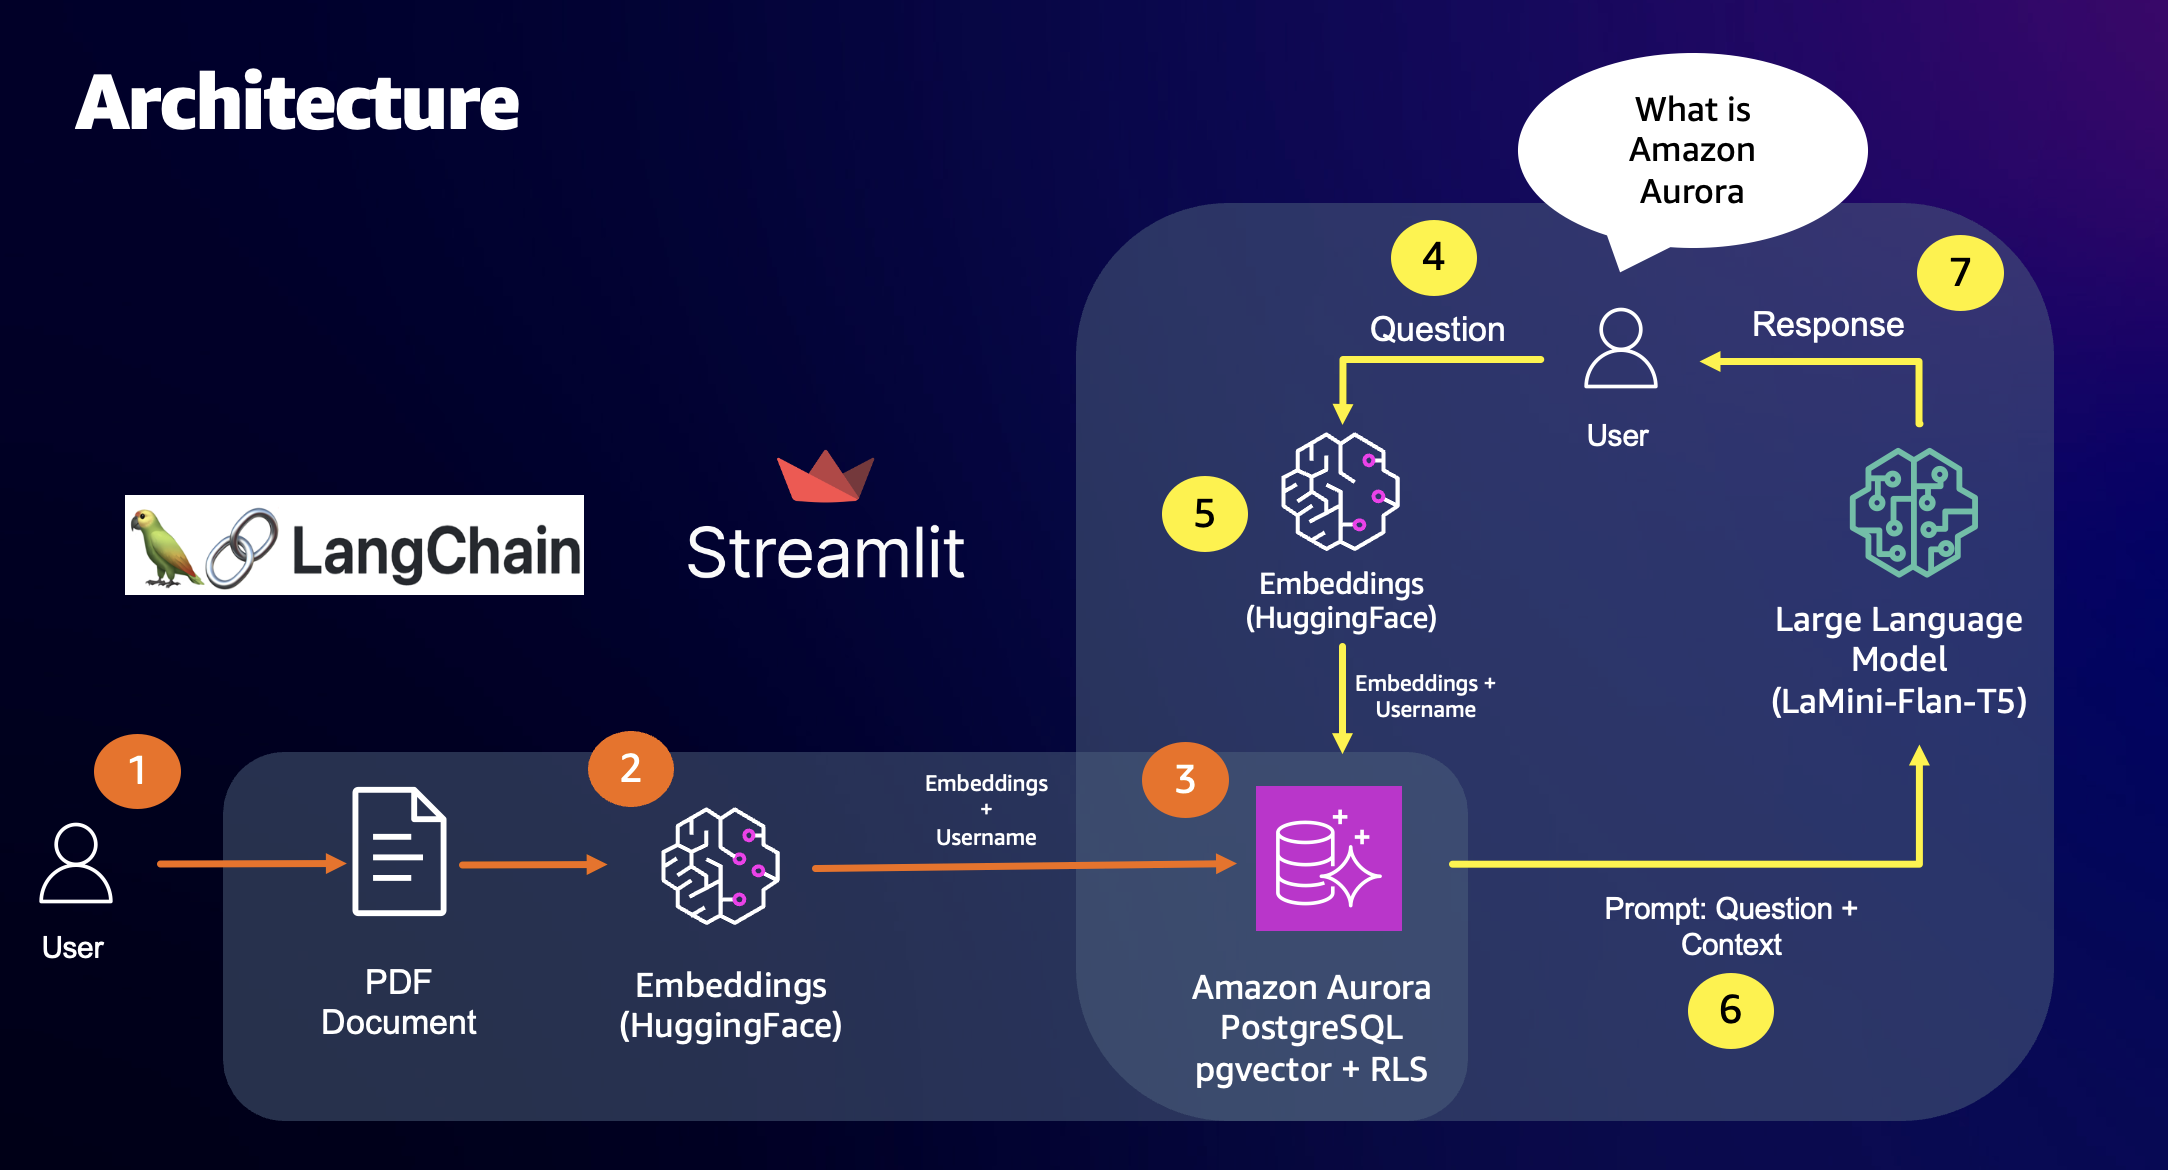 Architecture
What is
Amazon
Aurora
4
7
Question
Response
User
LangChain
Streamlit
5
Embeddings
(HuggingFace)
Large Language
Model
(LaMini-Flan-T5)
Embeddings +
Username
1
2
3
Embeddings
+
Username
User
PDF
Document
Embeddings
(HuggingFace)
Amazon Aurora
PostgreSQL
pgvector + RLS
Prompt: Question +
Context
6